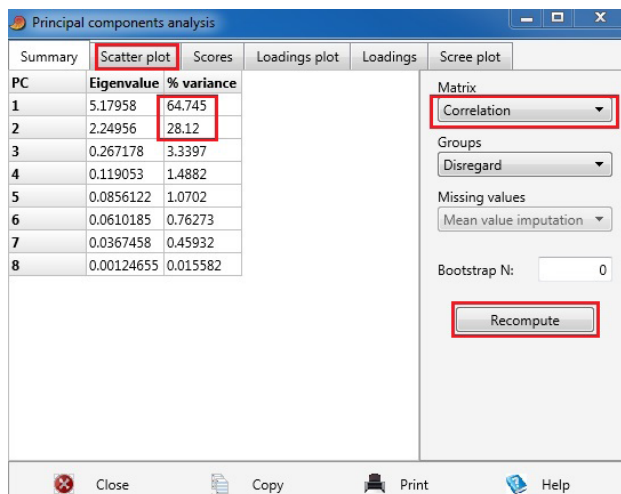 Principal components analysis
Summary Scatter plot Scores Loadings plot Loadings Scree plot
PC Eigenvalue % variance
1 5.17958 64.745
2 2.24956 28.12
3 0.267178 3.3397
4 0.119053 1.4882
5 0.0856122 1.0702
6 0.0610185 0.76273
7 0.0367458 0.45932
8 0.00124655 0.015582
Matrix
Correlation
Groups
Disregard
Missing values
Mean value imputation
Bootstrap N: 0
Recompute
Close Copy Print Help